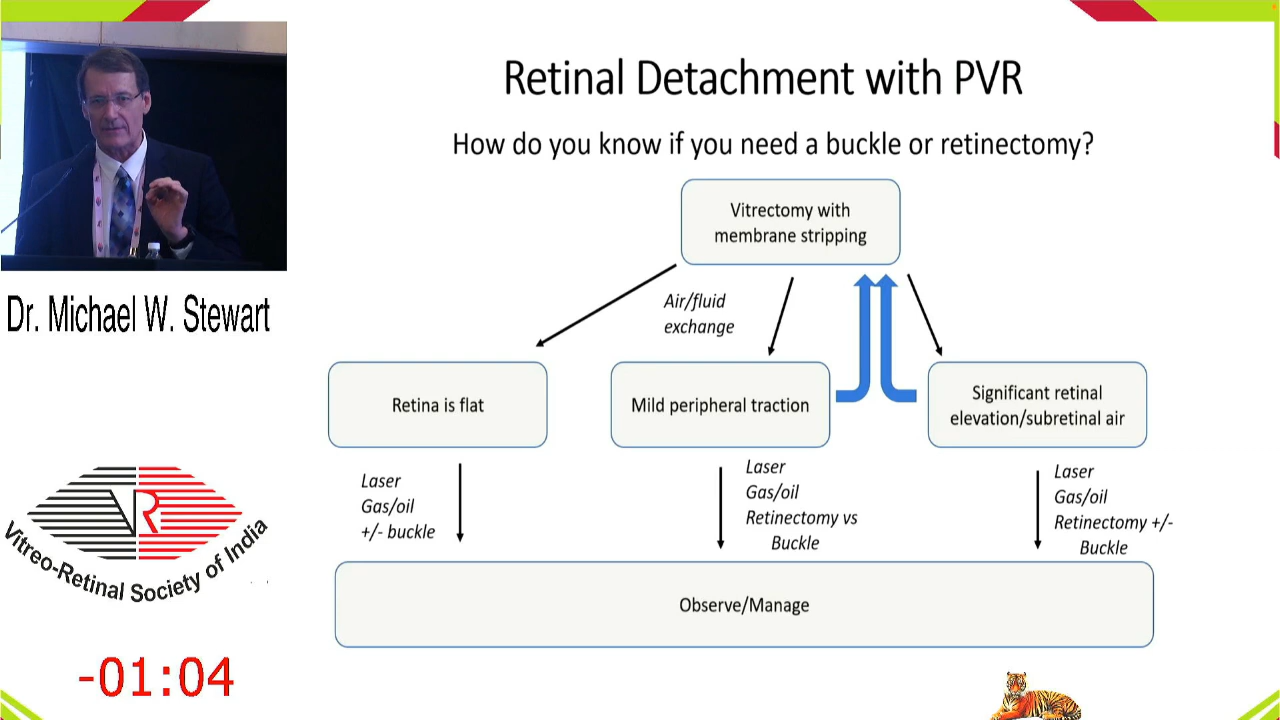 Retinal Detachment with PVR
How do you know if you need a buckle or retinectomy?
Vitrectomy with
membrane stripping
Air/fluid
exchange
Retina is flat
Mild peripheral traction
Significant retinal
elevation/subretinal air
Laser
Gas/oil
+/- buckle
Laser
Gas/oil
Retinectomy vs
Buckle
Laser
Gas/oil
Retinectomy +/-
Buckle
Observe/Manage
Dr. Michael W. Stewart
VR
Vitreo-Retinal Society of India
-01:04